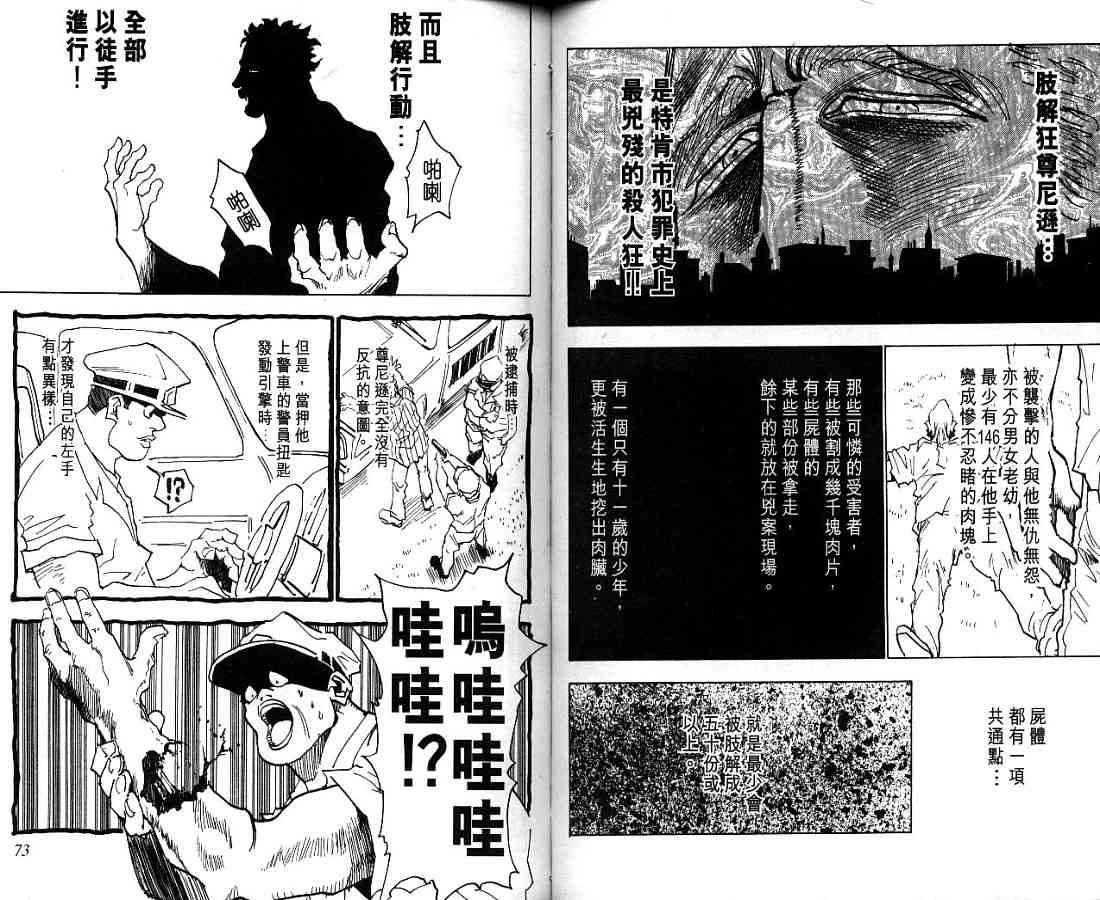 肢解狂尊尼遜…
是特肯市犯罪史上
最兇殘的殺人狂!!
被襲擊的人與他無仇無怨，
亦不分男女老幼
最少有146人在他手上
變成慘不忍睹的肉塊。
那些可憐的受害者，
有些被割成幾千塊肉片，
有些屍體的
某些部份被拿走，
餘下的就放在兇案現場。
有一個只有十一歲的少年，
更被活生生地挖出肉臟。
屍體
都有一項
共通點…
就是最少會
被肢解成
五十份或
以上…
而且
肢解行動…
啪喇
啪喇
全部
以徒手
進行！
被逮捕時…
尊尼遜完全沒有
反抗的意圖。
但是，當押他
上警車的警員扭匙
發動引擎時…
!?
才發現自己的左手
有點異樣…
嗚哇哇哇
哇哇!?
73